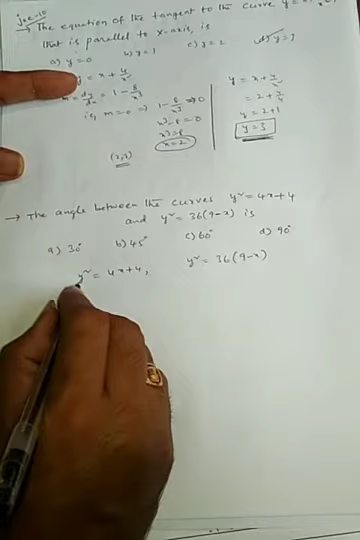 Jee-10
→ The equation of the tangent to the curve y =
that is parallel to x-axis, is
a) y=0 b) y=1 c) y=2 d) y=3
y = x + 4/x²
m = dy/dx = 1 - 8/x³
i.e, m=0 ⇒ 1 - 8/x³ = 0
x³-8=0
x³=8
x=2
(2,3)
y = x + 4/x²
= 2 + 4/4
y = 2+1
y = 3
→ The angle between the curves y² = 4x+4
and y² = 36(9-x) is
a) 30° b) 45° c) 60° d) 90°
y² = 4x+4, y² = 36(9-x)